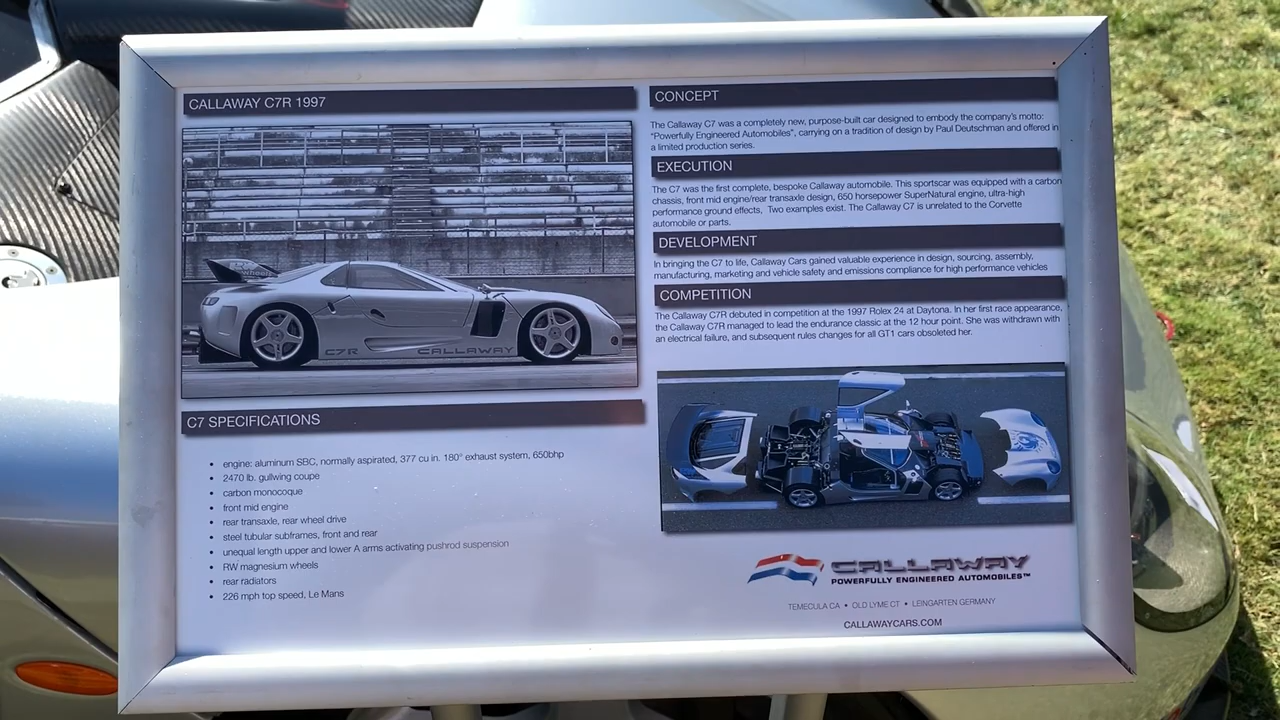 CALLAWAY C7R 1997
C7R
CALLAWAY
C7 SPECIFICATIONS
• engine: aluminum SBC, normally aspirated, 377 cu in. 180° exhaust system, 650bhp
• 2470 lb. gullwing coupe
• carbon monocoque
• front mid engine
• rear transaxle, rear wheel drive
• steel tubular subframes, front and rear
• unequal length upper and lower A arms activating pushrod suspension
• RW magnesium wheels
• rear radiators
• 226 mph top speed, Le Mans
CONCEPT
The Callaway C7 was a completely new, purpose-built car designed to embody the company's motto:
"Powerfully Engineered Automobiles", carrying on a tradition of design by Paul Deutschman and offered in
a limited production series.
EXECUTION
The C7 was the first complete, bespoke Callaway automobile. This sportscar was equipped with a carbon
chassis, front mid engine/rear transaxle design, 650 horsepower SuperNatural engine, ultra-high
performance ground effects, Two examples exist. The Callaway C7 is unrelated to the Corvette
automobile or parts.
DEVELOPMENT
In bringing the C7 to life, Callaway Cars gained valuable experience in design, sourcing, assembly,
manufacturing, marketing and vehicle safety and emissions compliance for high performance vehicles
COMPETITION
The Callaway C7R debuted in competition at the 1997 Rolex 24 at Daytona. In her first race appearance,
the Callaway C7R managed to lead the endurance classic at the 12 hour point. She was withdrawn with
an electrical failure, and subsequent rules changes for all GT1 cars obsoleted her.
CALLAWAY
POWERFULLY ENGINEERED AUTOMOBILES™
TEMECULA CA • OLD LYME CT • LEINGARTEN GERMANY
CALLAWAYCARS.COM